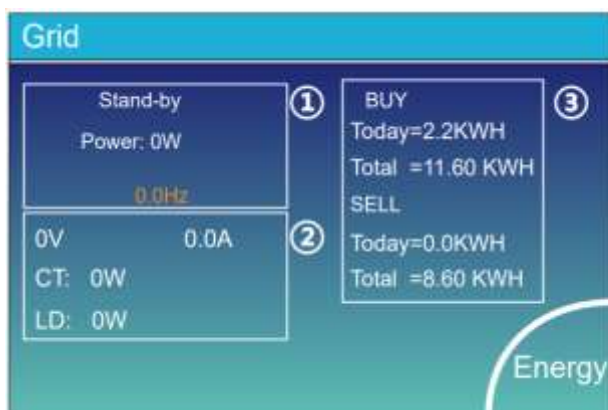 Grid
Stand-by
Power: 0W
0.0Hz
①
0V 0.0A
CT: 0W
LD: 0W
②
BUY
Today=2.2KWH
Total =11.60 KWH
SELL
Today=0.0KWH
Total =8.60 KWH
③
Energy